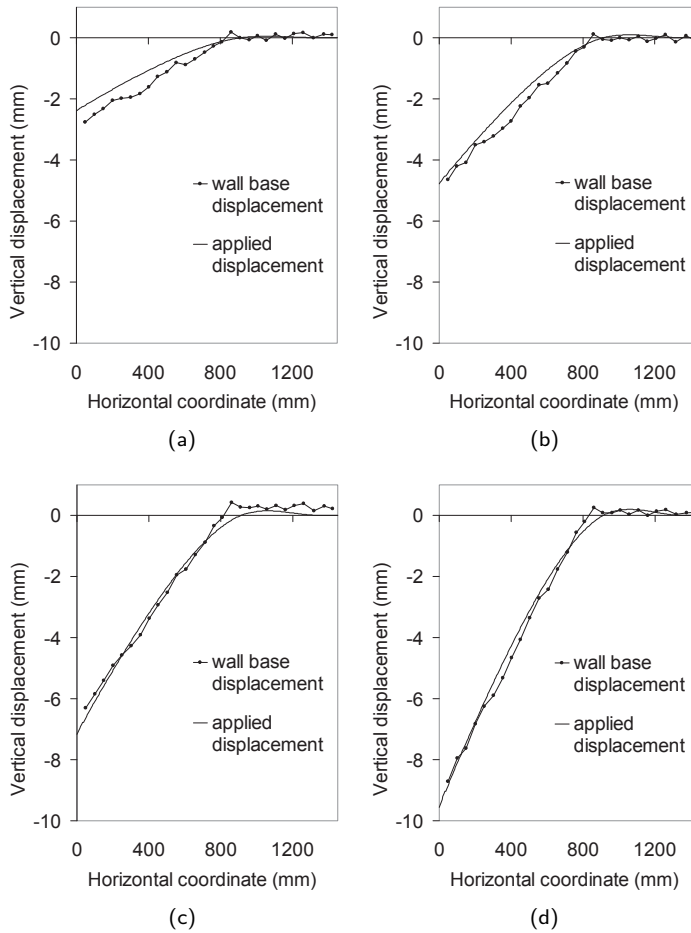 0
-2
-4
-6
-8
-10
Vertical displacement (mm)
wall base
displacement
applied
displacement
0 400 800 1200
Horizontal coordinate (mm)
(a)
0
-2
-4
-6
-8
-10
Vertical displacement (mm)
wall base
displacement
applied
displacement
0 400 800 1200
Horizontal coordinate (mm)
(b)
0
-2
-4
-6
-8
-10
Vertical displacement (mm)
wall base
displacement
applied
displacement
0 400 800 1200
Horizontal coordinate (mm)
(c)
0
-2
-4
-6
-8
-10
Vertical displacement (mm)
wall base
displacement
applied
displacement
0 400 800 1200
Horizontal coordinate (mm)
(d)